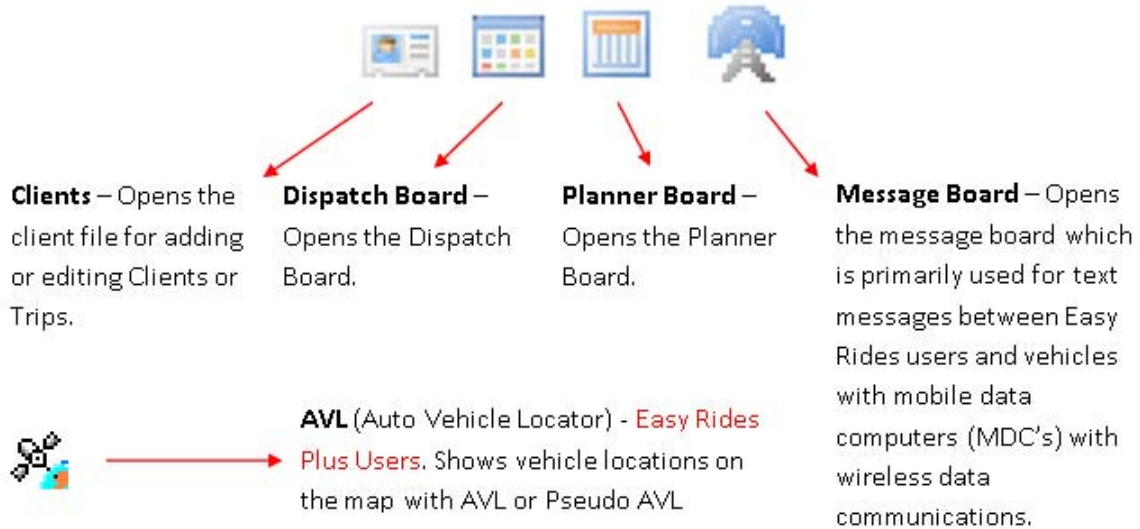 Clients – Opens the
client file for adding
or editing Clients or
Trips.
Dispatch Board –
Opens the Dispatch
Board.
Planner Board –
Opens the Planner
Board.
Message Board – Opens
the message board which
is primarily used for text
messages between Easy
Rides users and vehicles
with mobile data
computers (MDC's) with
wireless data
communications.
AVL (Auto Vehicle Locator) - Easy Rides
Plus Users. Shows vehicle locations on
the map with AVL or Pseudo AVL